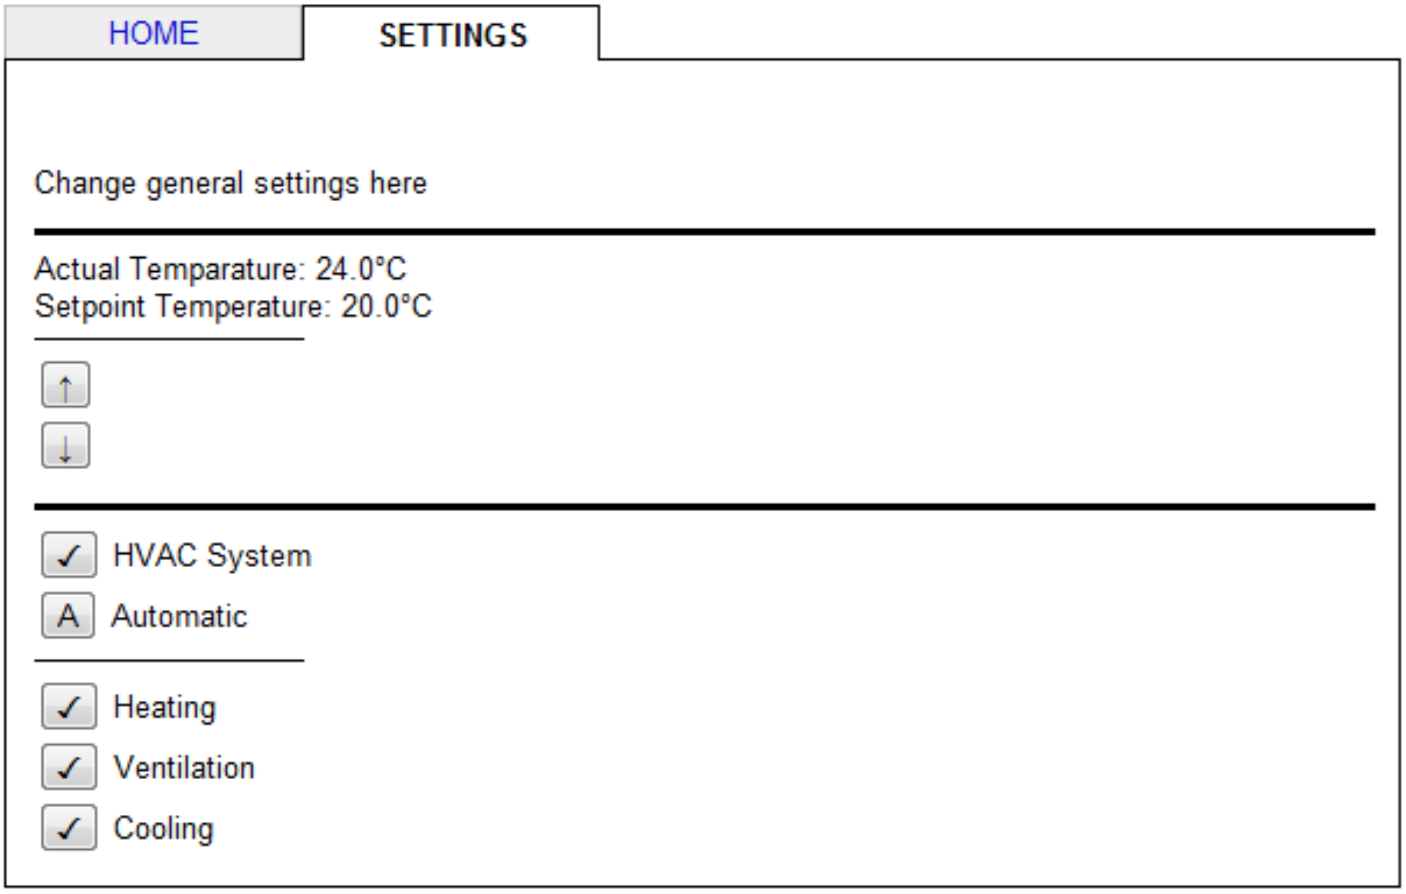 HOME
SETTINGS
Change general settings here
Actual Temparature: 24.0°C
Setpoint Temperature: 20.0°C
↑
↓
✓ HVAC System
A Automatic
✓ Heating
✓ Ventilation
✓ Cooling